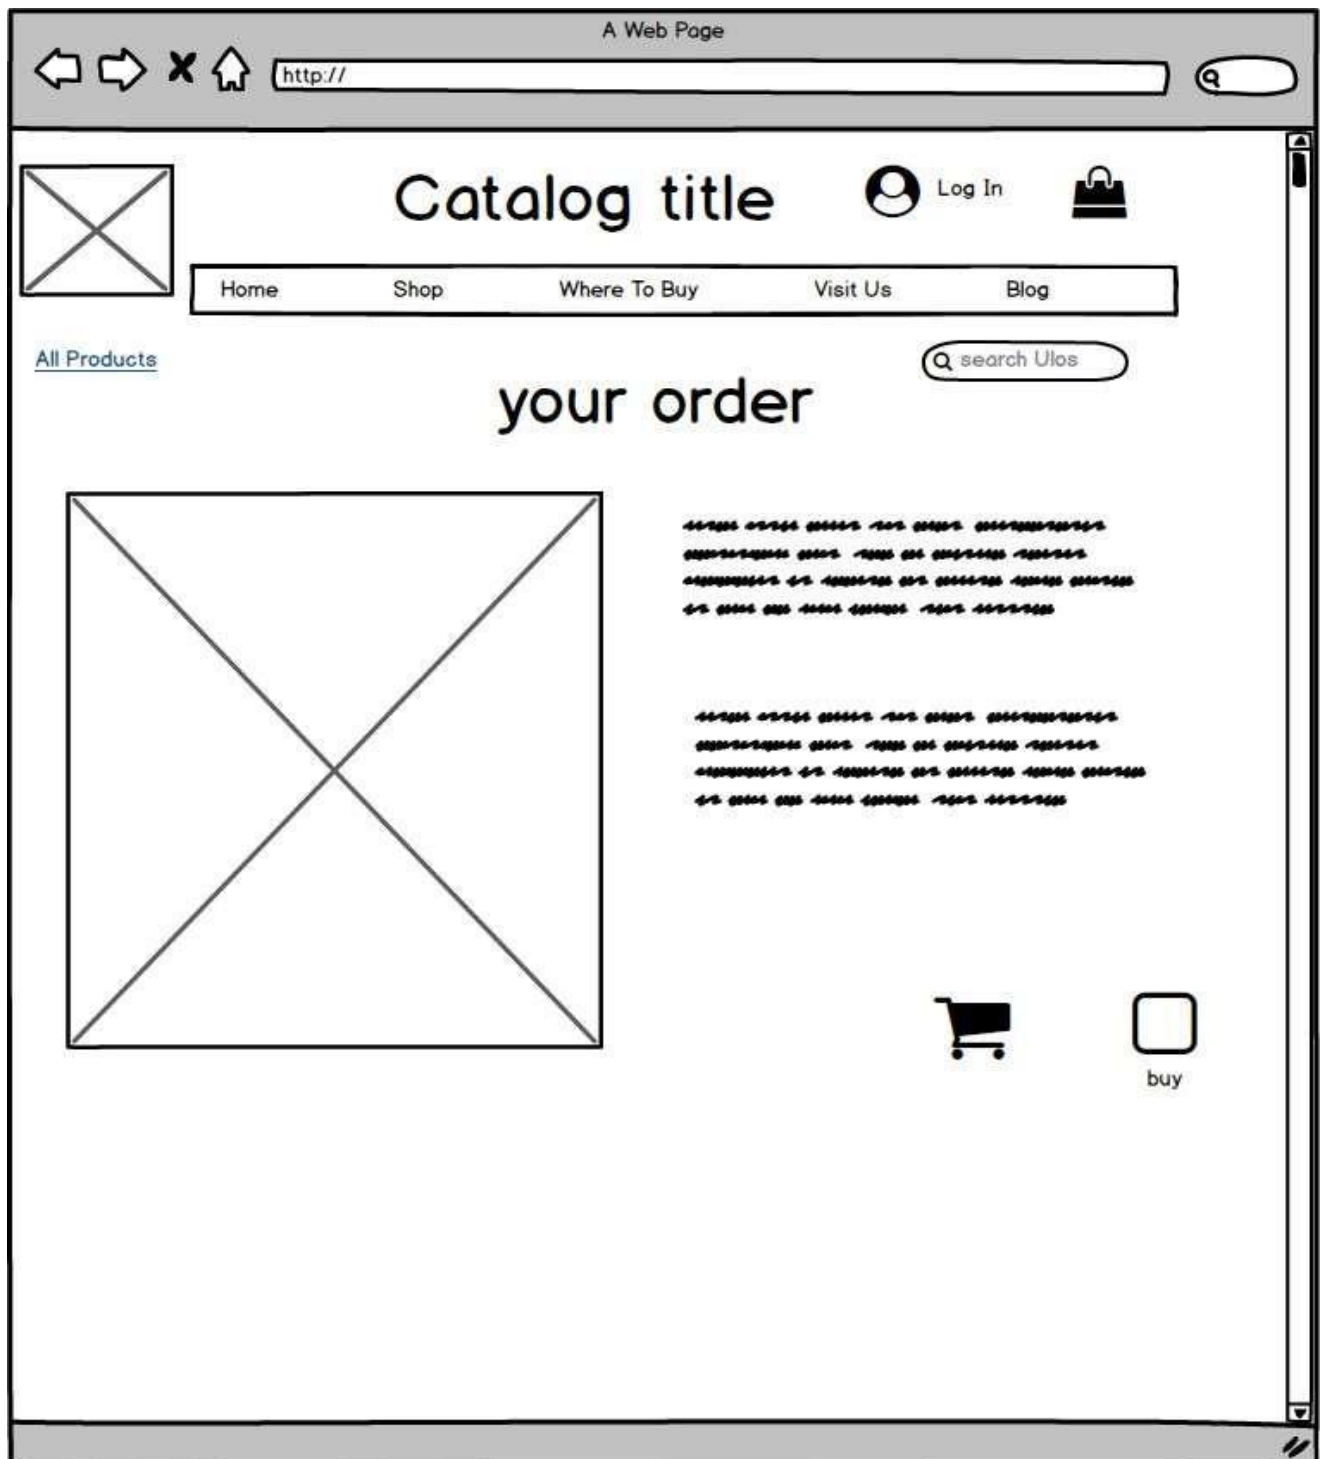 A Web Page
http://
Catalog title
Log In
Home Shop Where To Buy Visit Us Blog
All Products
search Ulos
your order
buy